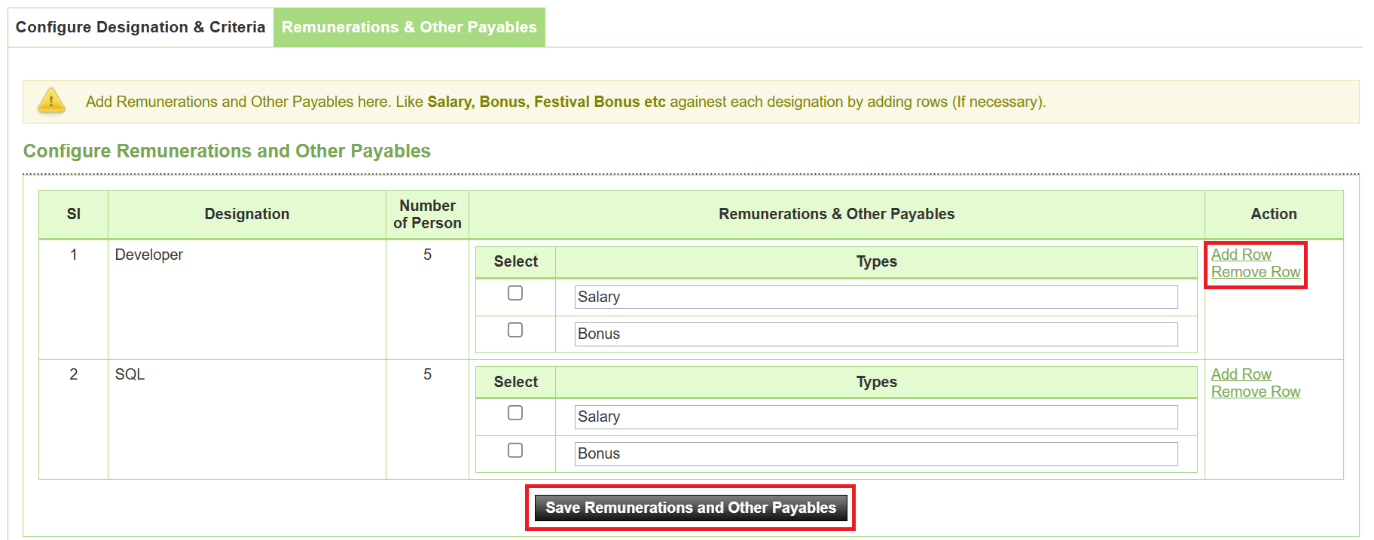 Configure Designation & Criteria Remunerations & Other Payables
Add Remunerations and Other Payables here. Like Salary, Bonus, Festival Bonus etc againest each designation by adding rows (If necessary).
Configure Remunerations and Other Payables
Sl Designation Number of Person Remunerations & Other Payables Action
1 Developer 5 Select Types Add Row
Remove Row
Salary
Bonus
2 SQL 5 Select Types Add Row
Remove Row
Salary
Bonus
Save Remunerations and Other Payables